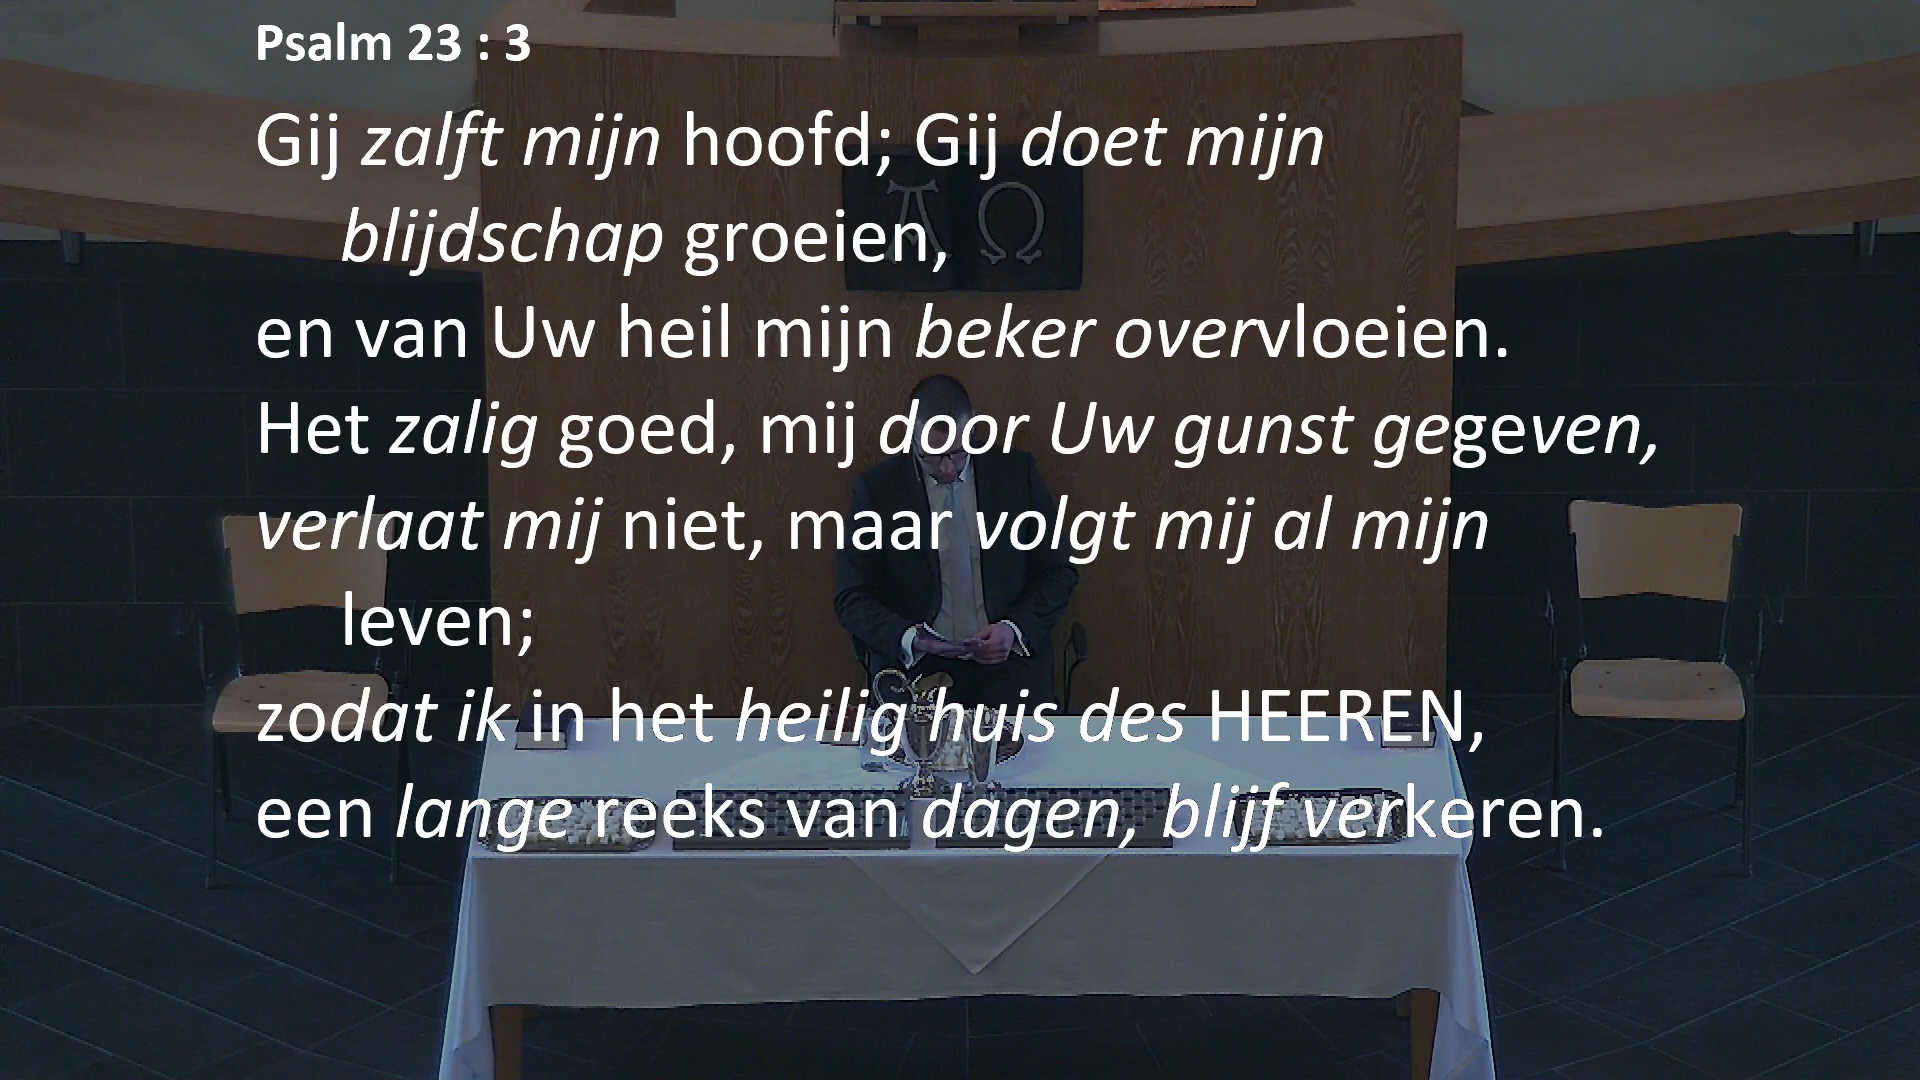 Psalm 23 : 3
Gij zalft mijn hoofd; Gij doet mijn
blijdschap groeien,
en van Uw heil mijn beker overvloeien.
Het zalig goed, mij door Uw gunst gegeven,
verlaat mij niet, maar volgt mij al mijn
leven;
zodat ik in het heilig huis des HEEREN,
een lange reeks van dagen, blijf verkeren.
Α Ω